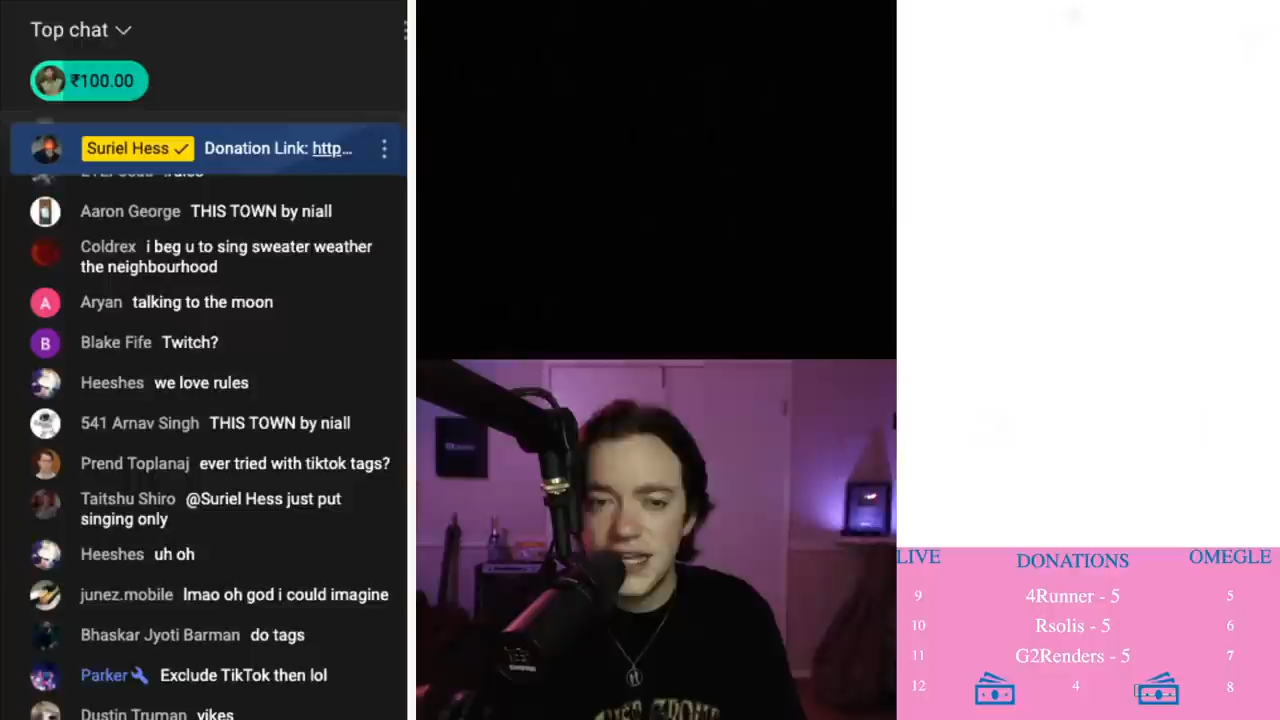 Top chat
₹100.00
Suriel Hess Donation Link: http...
Aaron George THIS TOWN by niall
Coldrex i beg u to sing sweater weather
the neighbourhood
Aryan talking to the moon
A
Blake Fife Twitch?
B
Heeshes we love rules
541 Arnav Singh THIS TOWN by niall
Prend Toplanaj ever tried with tiktok tags?
Taitshu Shiro @Suriel Hess just put
singing only
Heeshes uh oh
junez.mobile lmao oh god i could imagine
Bhaskar Jyoti Barman do tags
Parker Exclude TikTok then lol
Dustin Truman yikes
LIVE DONATIONS OMEGLE
9 4Runner - 5 5
10 Rsolis - 5 6
11 G2Renders - 5 7
12 4 8